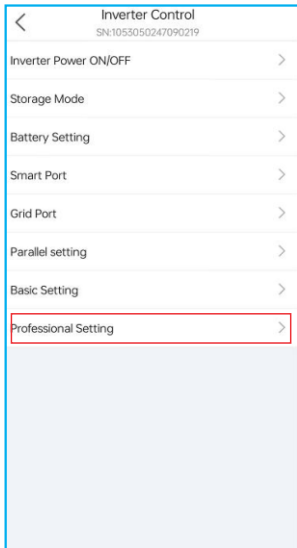 Inverter Control
SN:1053050247090219
Inverter Power ON/OFF
Storage Mode
Battery Setting
Smart Port
Grid Port
Parallel setting
Basic Setting
Professional Setting